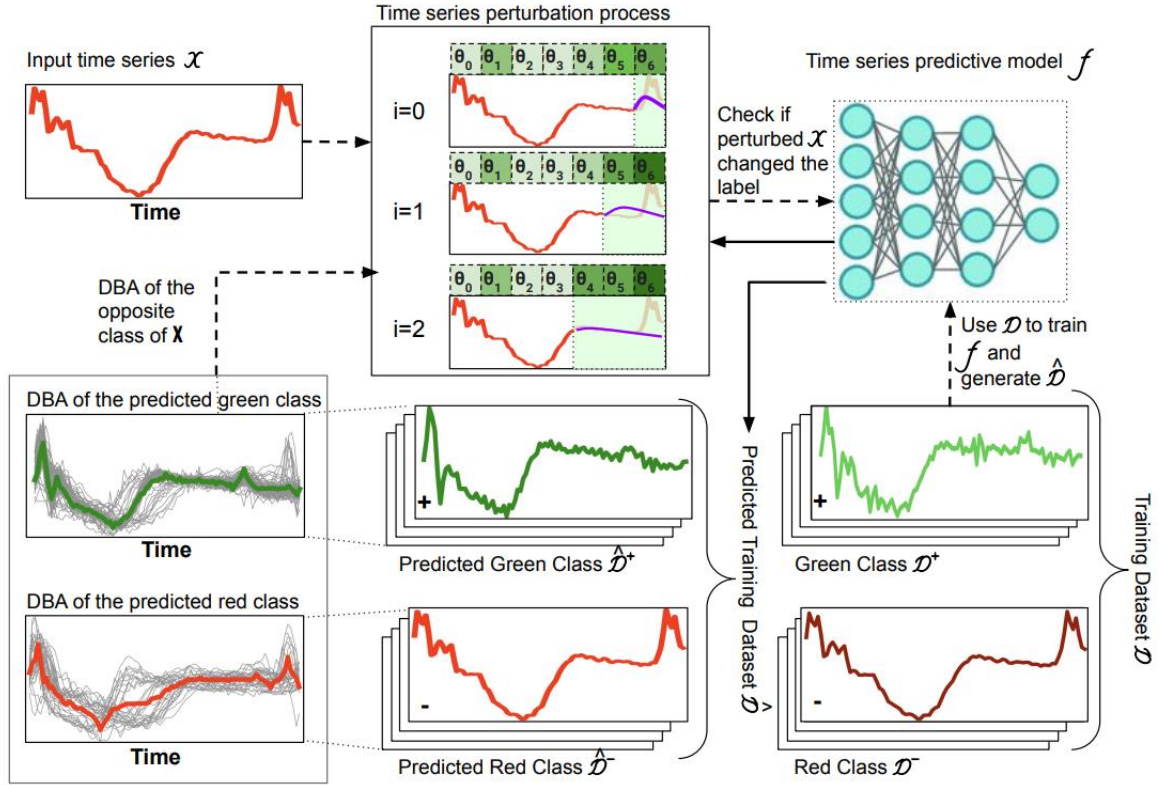 Time series perturbation process
Input time series 𝒳
Time
θ0 θ1 θ2 θ3 θ4 θ5 θ6
i=0
θ0 θ1 θ2 θ3 θ4 θ5 θ6
i=1
θ0 θ1 θ2 θ3 θ4 θ5 θ6
i=2
Time series predictive model f
Check if
perturbed 𝒳
changed the
label
DBA of the
opposite
class of X
Use 𝒟 to train
f and
generate 𝒟̂
DBA of the predicted green class
Time
DBA of the predicted red class
Time
+
Predicted Green Class 𝒟̂⁺
-
Predicted Red Class 𝒟̂⁻
Predicted Training Dataset 𝒟̂
+
Green Class 𝒟⁺
-
Red Class 𝒟⁻
Training Dataset 𝒟